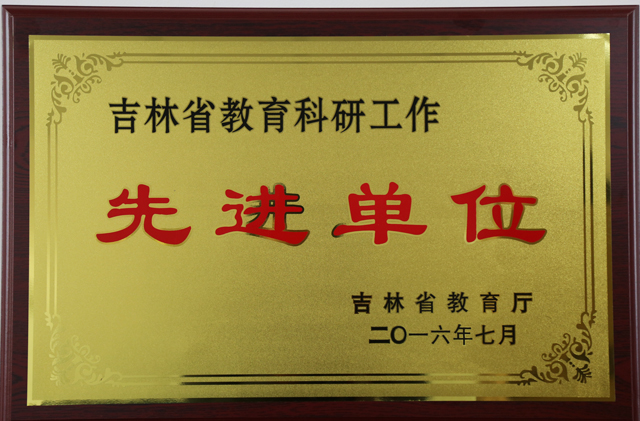 吉林省教育科研工作
先进单位
吉林省教育厅
二〇一六年七月